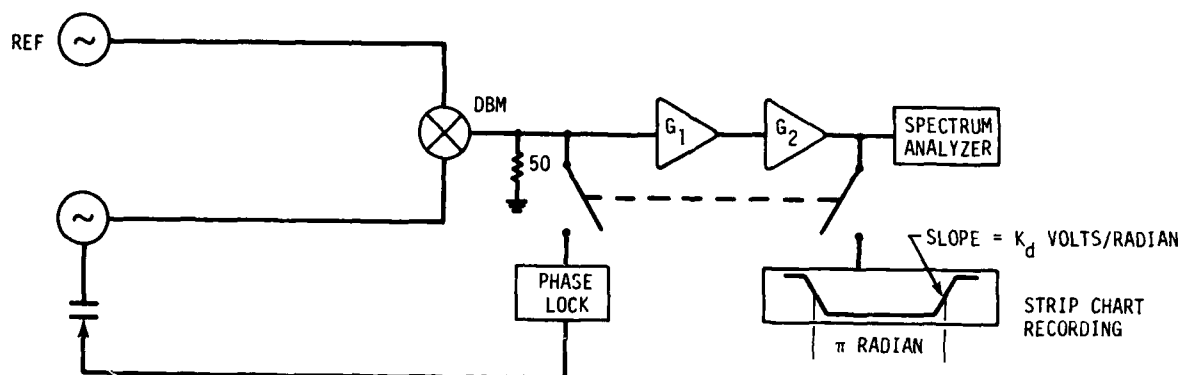 REF
DBM
50
G1
G2
SPECTRUM
ANALYZER
PHASE
LOCK
SLOPE = Kd VOLTS/RADIAN
STRIP CHART
RECORDING
π RADIAN